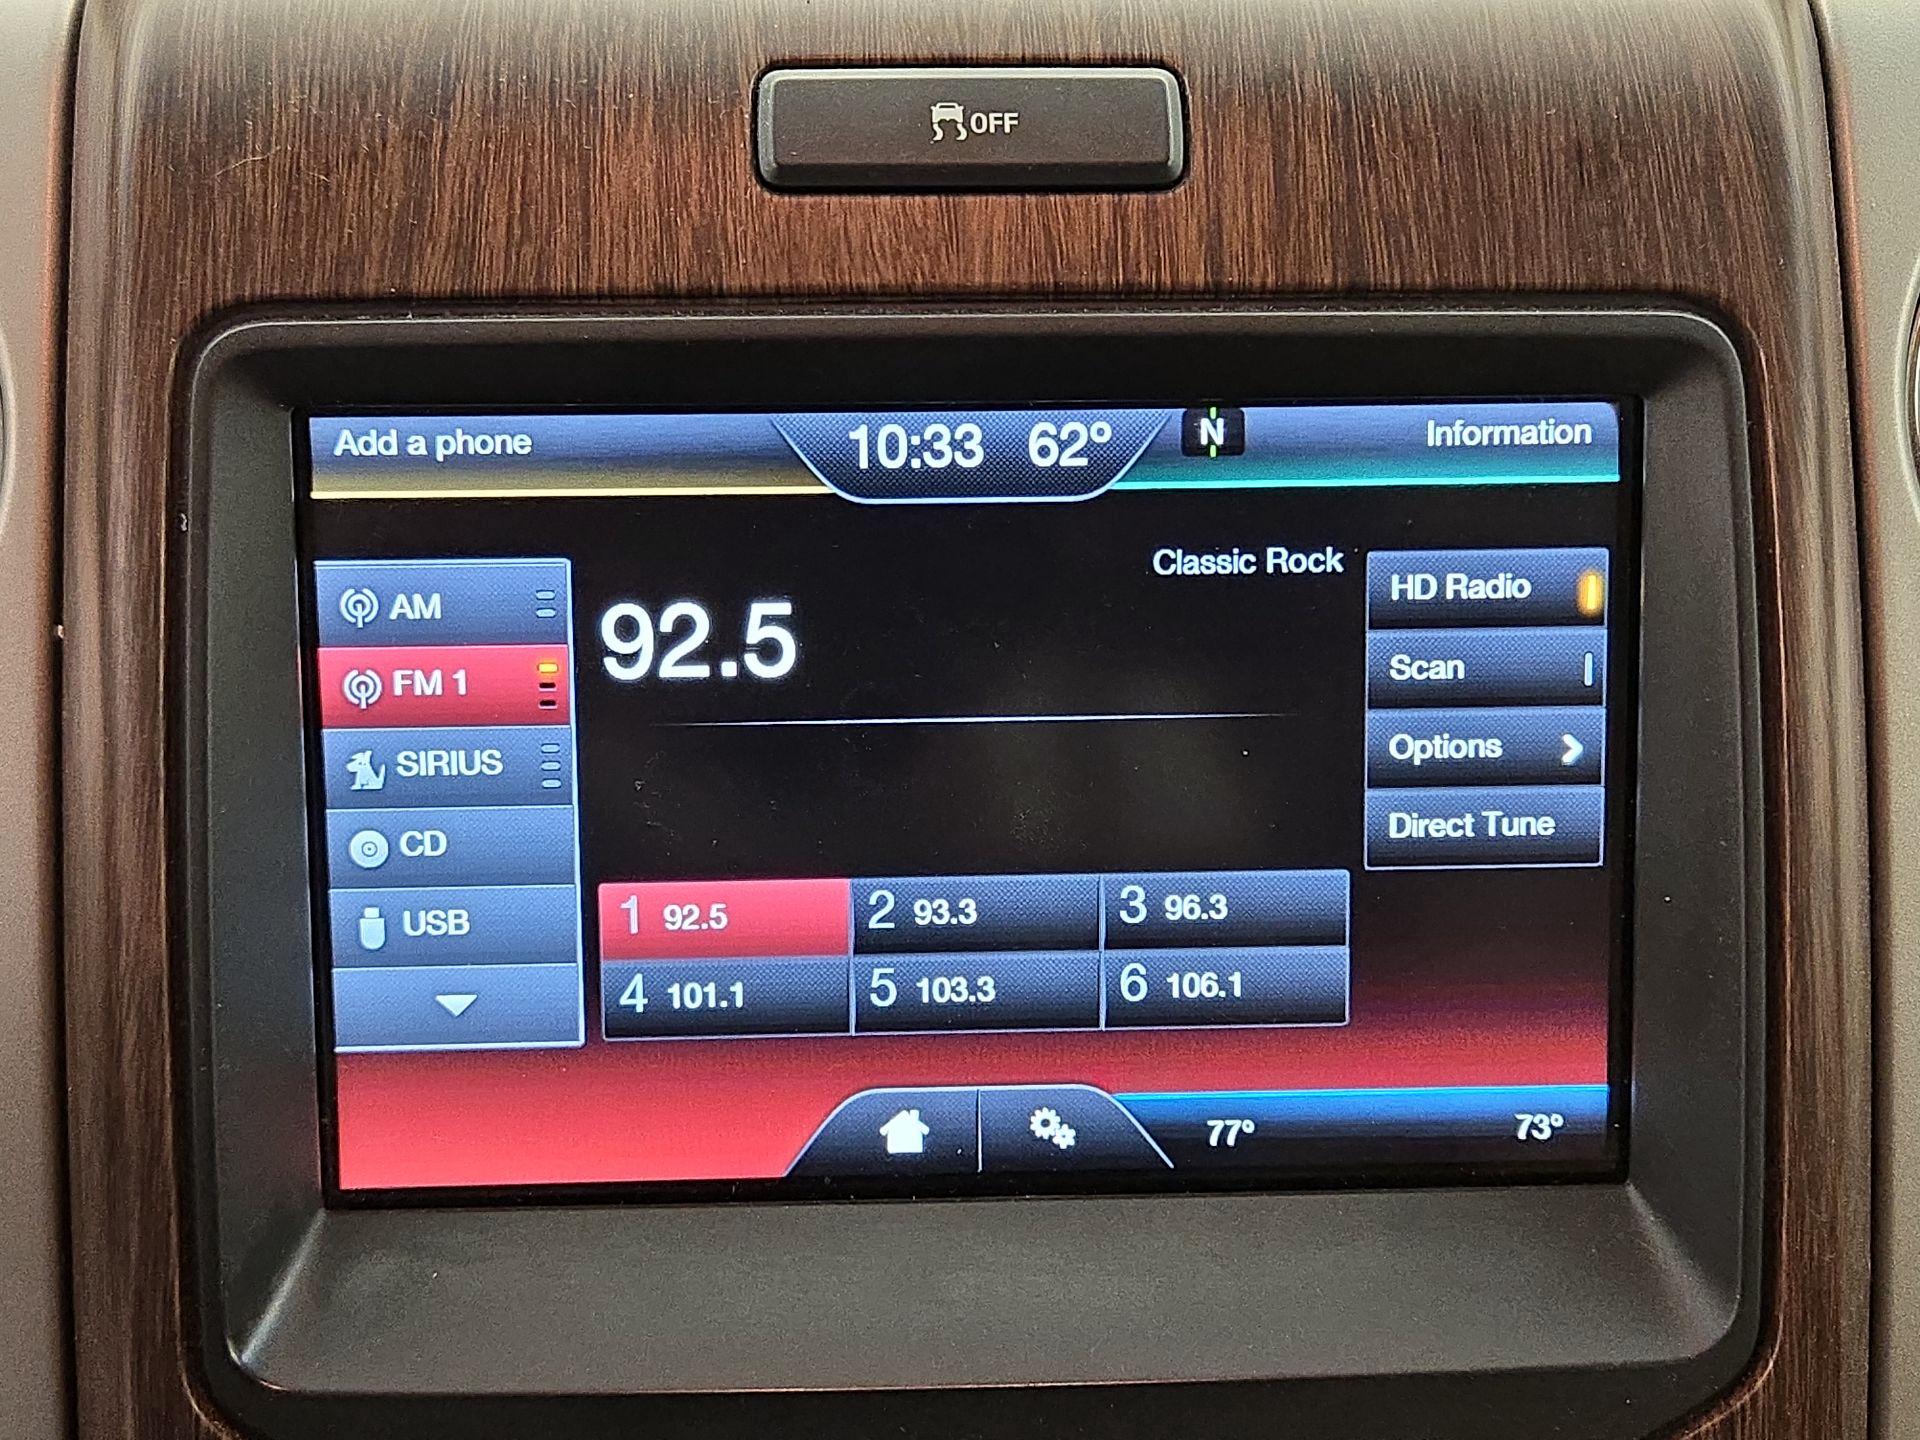 OFF
Add a phone
10:33 62°
N
Information
Classic Rock
92.5
AM
FM 1
SIRIUS
CD
USB
HD Radio
Scan
Options
Direct Tune
1 92.5
2 93.3
3 96.3
4 101.1
5 103.3
6 106.1
77°
73°